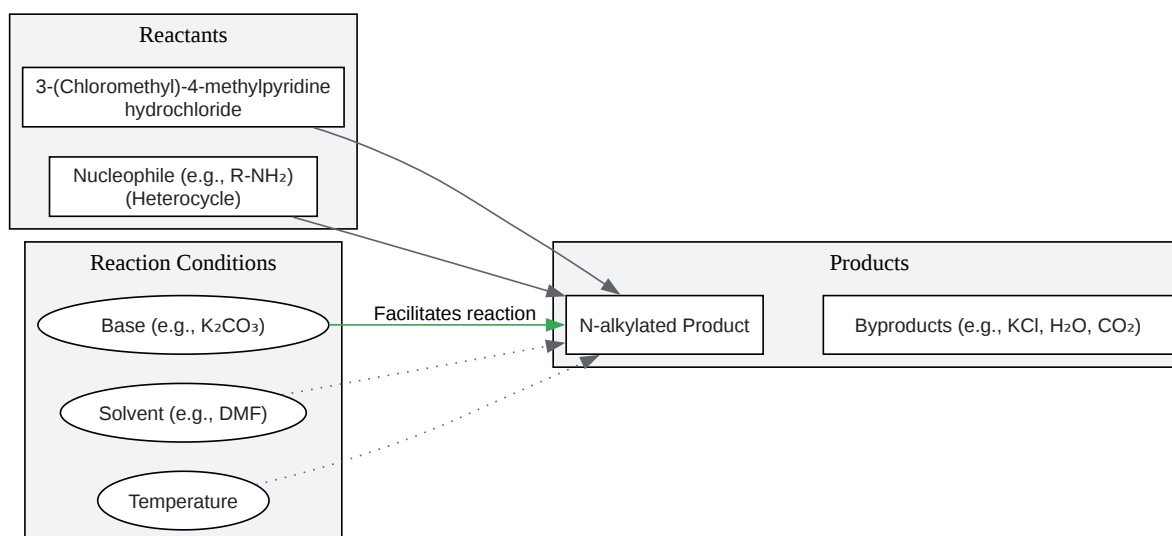 Reactants
3-(Chloromethyl)-4-methylpyridine
hydrochloride
Nucleophile (e.g., R-NH₂)
(Heterocycle)
Reaction Conditions
Base (e.g., K₂CO₃)
Solvent (e.g., DMF)
Temperature
Facilitates reaction
Products
N-alkylated Product
Byproducts (e.g., KCl, H₂O, CO₂)